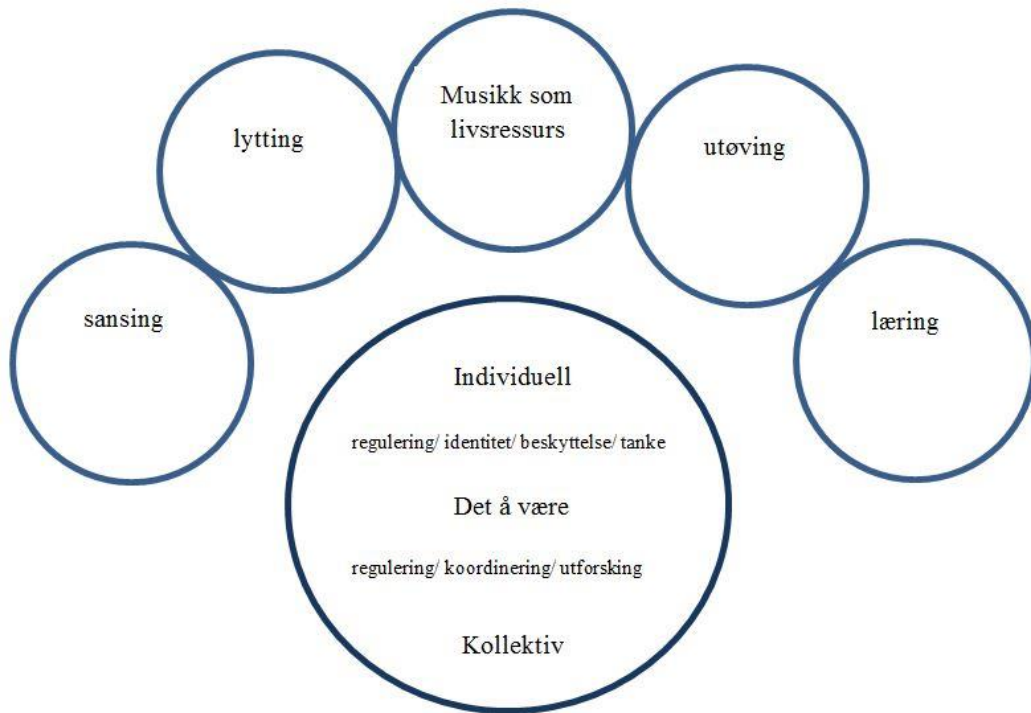 Musikk som
livsressurs
lytting
utøving
sansing
læring
Individuell
regulering/ identitet/ beskyttelse/ tanke
Det å være
regulering/ koordinering/ utforsking
Kollektiv